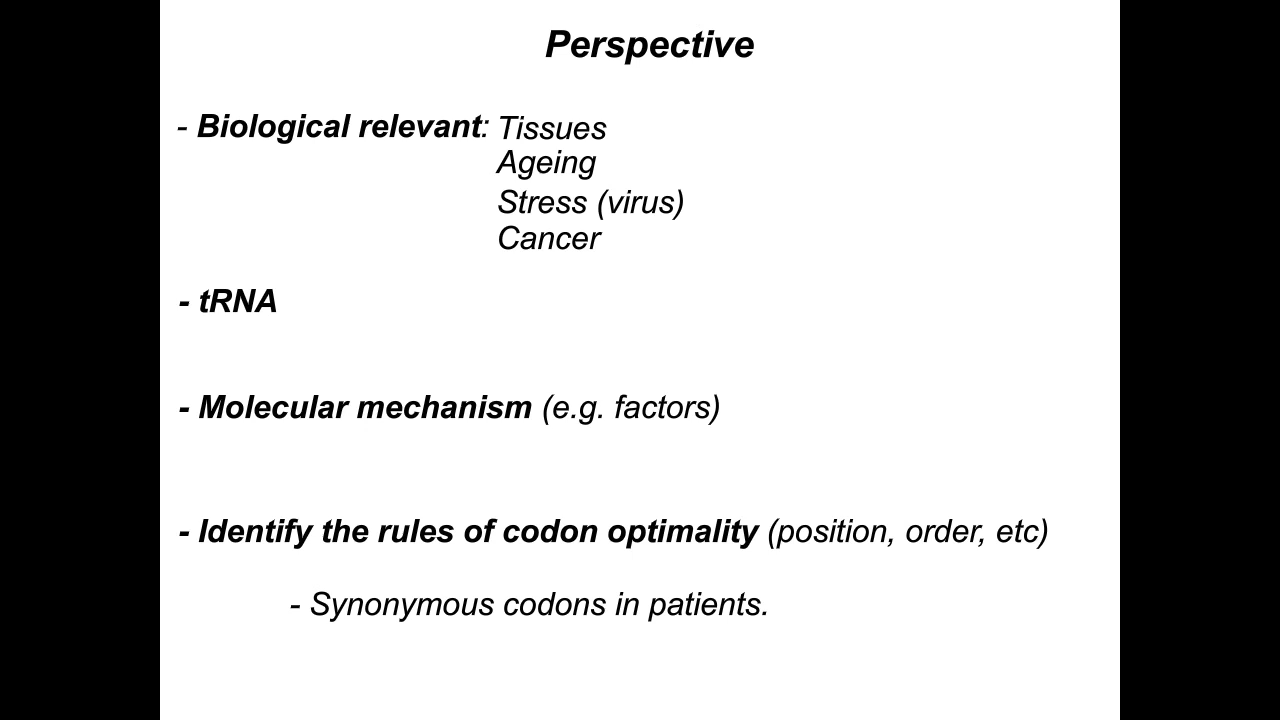 Perspective
- Biological relevant: Tissues
Ageing
Stress (virus)
Cancer
- tRNA
- Molecular mechanism (e.g. factors)
- Identify the rules of codon optimality (position, order, etc)
- Synonymous codons in patients.